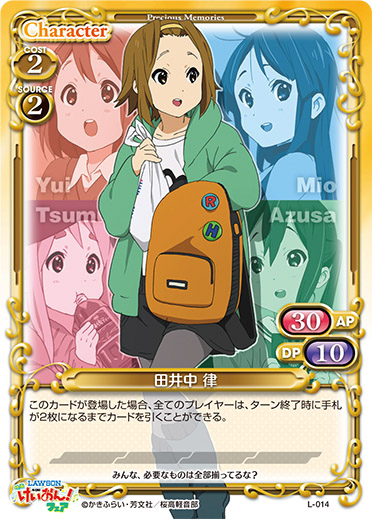 Precious Memories
Character
COST
2
SOURCE
2
Yui
Mio
Tsumu
Azusa
R
H
30 AP
DP 10
田井中 律
このカードが登場した場合、全てのプレイヤーは、ターン終了時に手札
が2枚になるまでカードを引くことができる。
みんな、必要なものは全部揃ってるな?
LAWSON
けいおん!
フェア
©かきふらい・芳文社／桜高軽音部
L-014